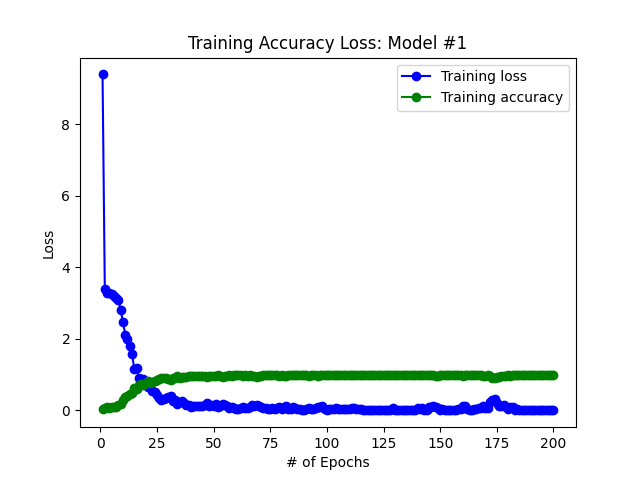 Training Accuracy Loss: Model #1
Training loss
Training accuracy
Loss
8
6
4
2
0
0 25 50 75 100 125 150 175 200
# of Epochs